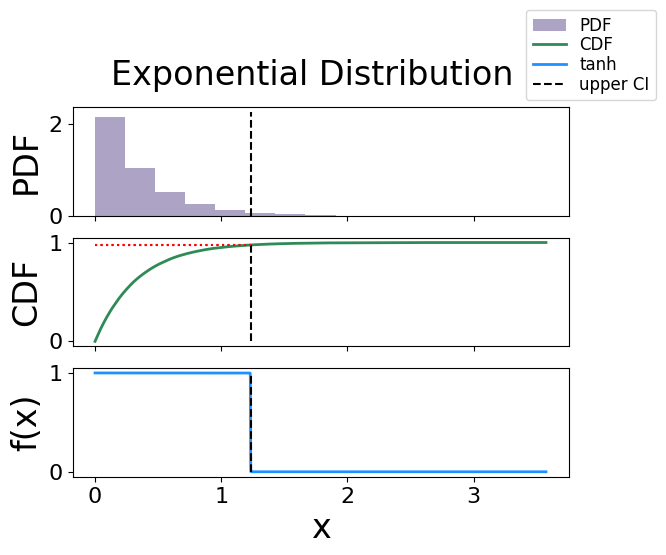 PDF
CDF
tanh
upper CI
Exponential Distribution
2
0
PDF
1
0
CDF
1
0
f(x)
0 1 2 3
x